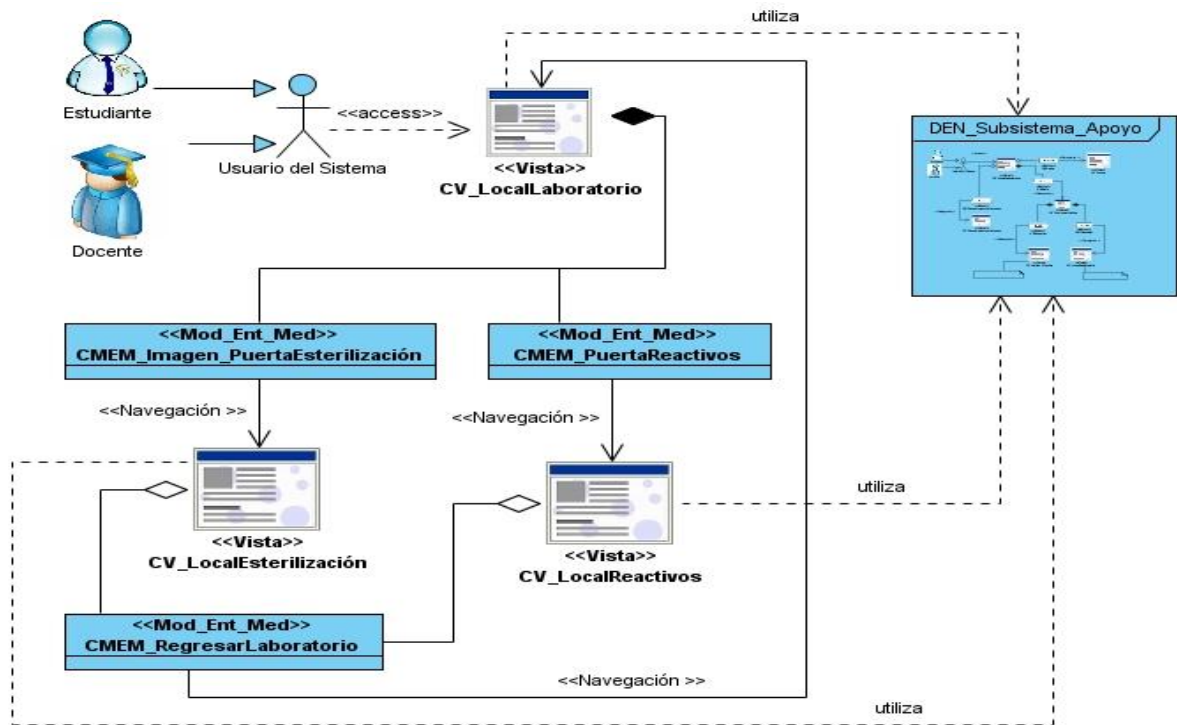 utiliza
Estudiante
<<access>>
DEN_Subsistema_Apoyo
Usuario del Sistema
<<Vista>>
CV_LocalLaboratorio
Docente
<<Mod_Ent_Med>>
CMEM_Imagen_PuertaEsterilización
<<Mod_Ent_Med>>
CMEM_PuertaReactivos
<<Navegación >>
<<Navegación >>
utiliza
<<Vista>>
CV_LocalEsterilización
<<Vista>>
CV_LocalReactivos
<<Mod_Ent_Med>>
CMEM_RegresarLaboratorio
<<Navegación >>
utiliza